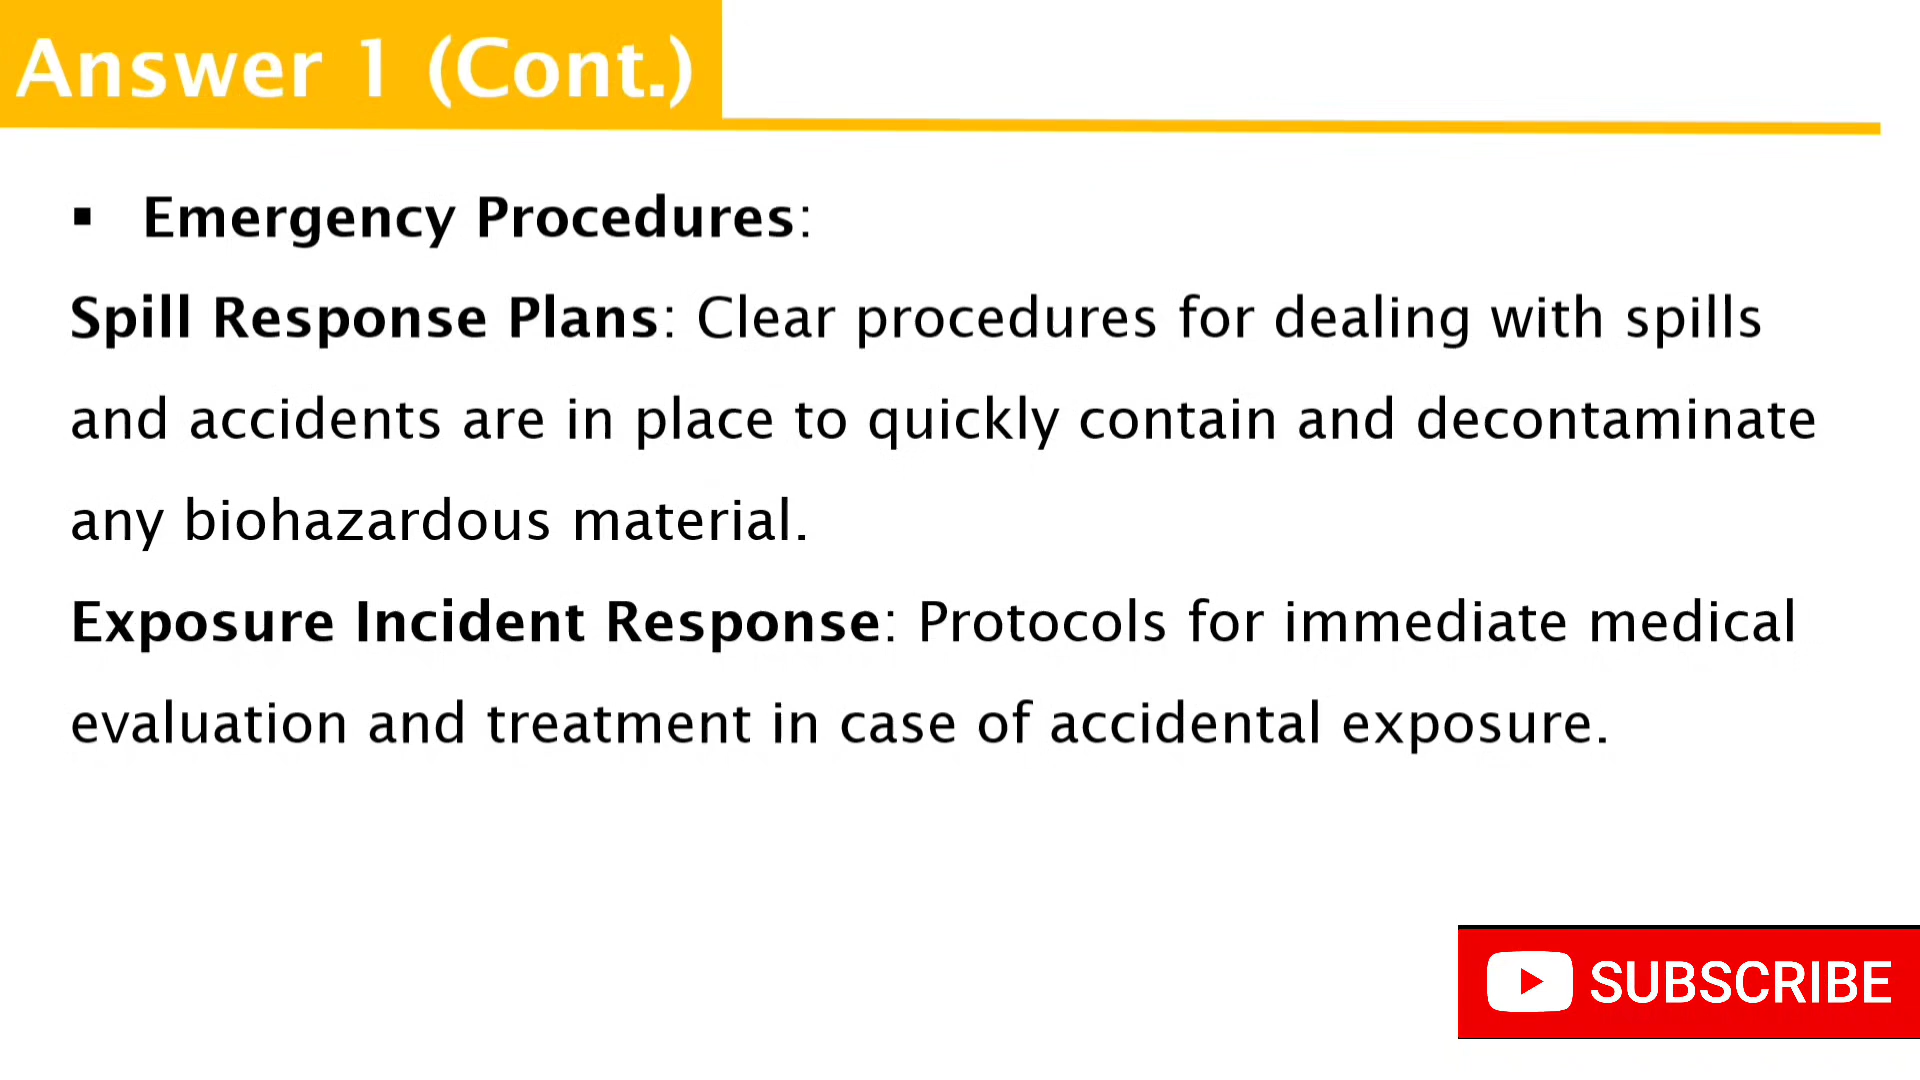 Answer 1 (Cont.)
▪ Emergency Procedures:
Spill Response Plans: Clear procedures for dealing with spills
and accidents are in place to quickly contain and decontaminate
any biohazardous material.
Exposure Incident Response: Protocols for immediate medical
evaluation and treatment in case of accidental exposure.
SUBSCRIBE